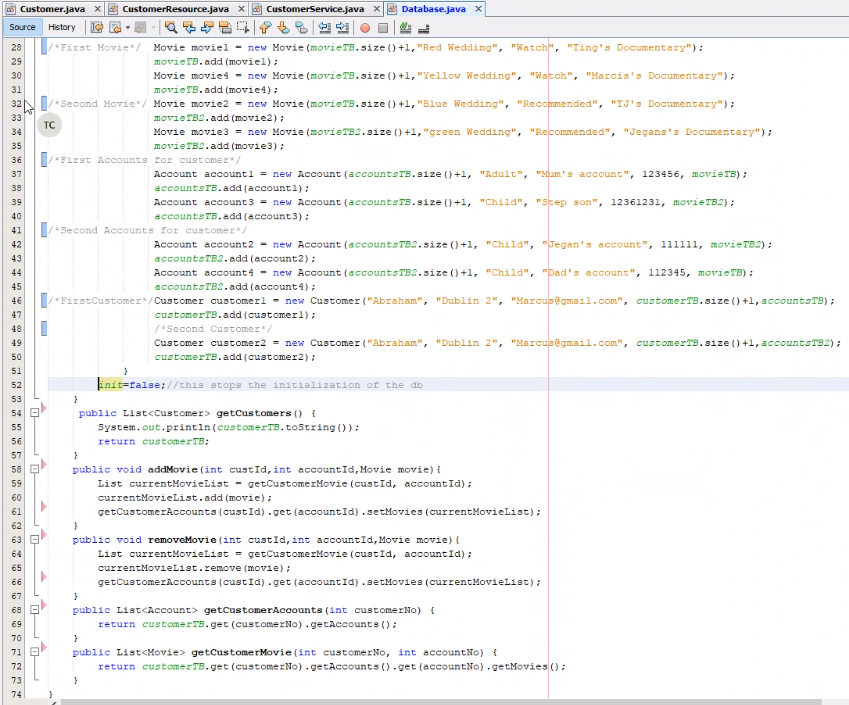 Customer.java × CustomerResource.java × CustomerService.java × Database.java ×
Source History
28 /*First Movie*/ Movie movie1 = new Movie(movieTB.size()+1,"Red Wedding", "Watch", "Ting's Documentary");
29 movieTB.add(movie1);
30 Movie movie4 = new Movie(movieTB.size()+1,"Yellow Wedding", "Watch", "Marcis's Documentary");
31 movieTB.add(movie4);
32 /*Second Movie*/ Movie movie2 = new Movie(movieTB.size()+1,"Blue Wedding", "Recommended", "TJ's Documentary");
33 movieTB2.add(movie2);
TC
34 Movie movie3 = new Movie(movieTB2.size()+1,"green Wedding", "Recommended", "Jegans's Documentary");
35 movieTB2.add(movie3);
36 /*First Accounts for customer*/
37 Account account1 = new Account(accountsTB.size()+1, "Adult", "Mum's account", 123456, movieTB);
38 accountsTB.add(account1);
39 Account account3 = new Account(accountsTB.size()+1, "Child", "Step son", 12361231, movieTB2);
40 accountsTB.add(account3);
41 /*Second Accounts for customer*/
42 Account account2 = new Account(accountsTB2.size()+1, "Child", "Jegan's account", 111111, movieTB2);
43 accountsTB2.add(account2);
44 Account account4 = new Account(accountsTB2.size()+1, "Child", "Dad's account", 112345, movieTB);
45 accountsTB2.add(account4);
46 /*FirstCustomer*/Customer customer1 = new Customer("Abraham", "Dublin 2", "Marcus@gmail.com", customerTB.size()+1,accountsTB);
47 customerTB.add(customer1);
48 /*Second Customer*/
49 Customer customer2 = new Customer("Abraham", "Dublin 2", "Marcus@gmail.com", customerTB.size()+1,accountsTB2);
50 customerTB.add(customer2);
51 }
52 init=false;//this stops the initialization of the db
53 }
54 public List<Customer> getCustomers() {
55 System.out.println(customerTB.toString());
56 return customerTB;
57 }
58 public void addMovie(int custId,int accountId,Movie movie){
59 List currentMovieList = getCustomerMovie(custId, accountId);
60 currentMovieList.add(movie);
61 getCustomerAccounts(custId).get(accountId).setMovies(currentMovieList);
62 }
63 public void removeMovie(int custId,int accountId,Movie movie){
64 List currentMovieList = getCustomerMovie(custId, accountId);
65 currentMovieList.remove(movie);
66 getCustomerAccounts(custId).get(accountId).setMovies(currentMovieList);
67 }
68 public List<Account> getCustomerAccounts(int customerNo) {
69 return customerTB.get(customerNo).getAccounts();
70 }
71 public List<Movie> getCustomerMovie(int customerNo, int accountNo) {
72 return customerTB.get(customerNo).getAccounts().get(accountNo).getMovies();
73 }
74 }